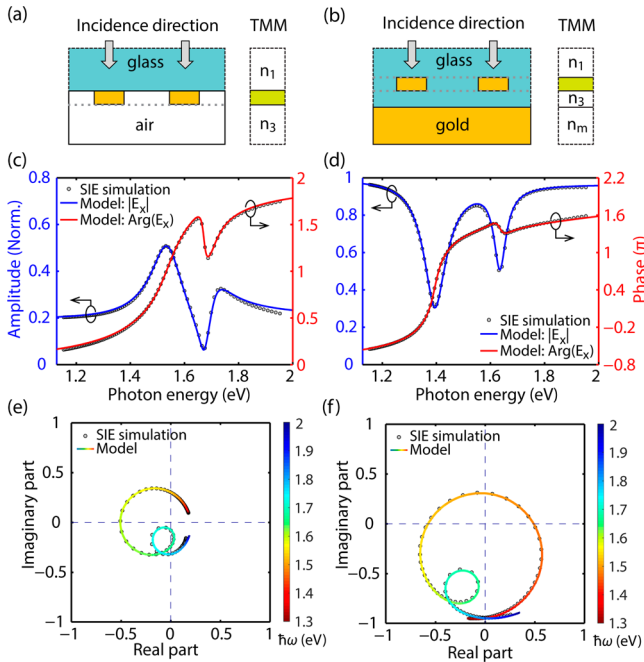 (a)
Incidence direction TMM
glass
n1
air
n3
(b)
Incidence direction TMM
glass
n1
n3
gold
nm
(c)
SIE simulation
Model: |Ex|
Model: Arg(Ex)
Amplitude (Norm.)
0.8
0.6
0.4
0.2
0
2
1.5
1
0.5
0
1.2 1.4 1.6 1.8 2
Photon energy (eV)
(d)
1
0.8
0.6
0.4
0.2
0
SIE simulation
Model: |Ex|
Model: Arg(Ex)
2.2
1.6
1
0.4
-0.2
-0.8
Phase (π)
1.2 1.4 1.6 1.8 2
Photon energy (eV)
(e)
SIE simulation
Model
Imaginary part
1
0.5
0
−0.5
−1
−1 −0.5 0 0.5 1
Real part
2
1.9
1.8
1.7
1.6
1.5
1.4
1.3
ħω (eV)
(f)
SIE simulation
Model
Imaginary part
1
0.5
0
−0.5
−1
−1 −0.5 0 0.5 1
Real part
2
1.9
1.8
1.7
1.6
1.5
1.4
1.3
ħω (eV)